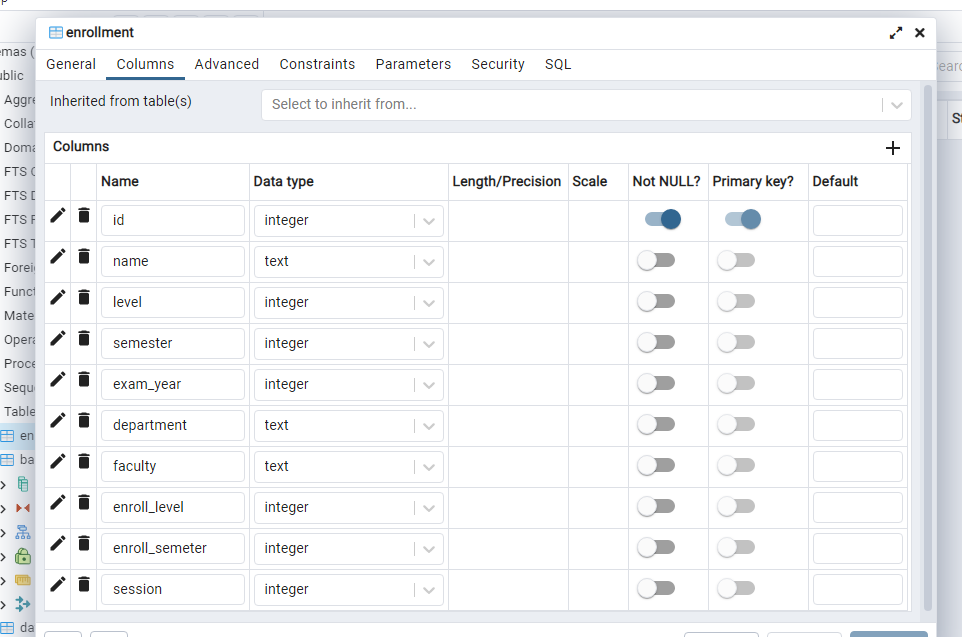 enrollment
General Columns Advanced Constraints Parameters Security SQL
Inherited from table(s) Select to inherit from...
Columns
Name Data type Length/Precision Scale Not NULL? Primary key? Default
id integer
name text
level integer
semester integer
exam_year integer
department text
faculty text
enroll_level integer
enroll_semeter integer
session integer
emas (
ublic
Aggre
Colla
Doma
FTS C
FTS D
FTS F
FTS T
Foreig
Funct
Mate
Opera
Proce
Sequ
Table
en
ba
da
earc
St